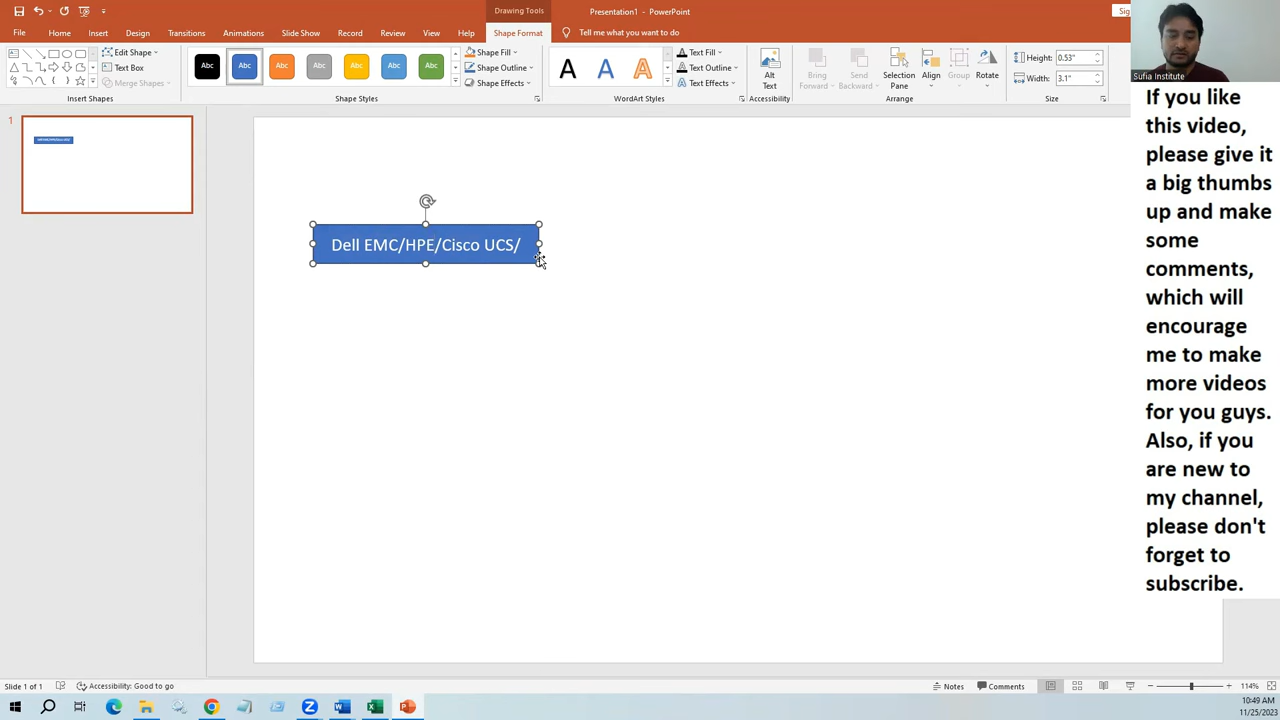 Drawing Tools
Presentation1 - PowerPoint
File
Home
Insert
Design
Transitions
Animations
Slide Show
Record
Review
View
Help
Shape Format
Tell me what you want to do
Edit Shape
Text Box
Merge Shapes
Insert Shapes
Abc
Abc
Abc
Abc
Abc
Abc
Abc
Shape Fill
Shape Outline
Shape Effects
Shape Styles
A
A
A
Text Fill
Text Outline
Text Effects
WordArt Styles
Alt
Text
Accessibility
Bring
Forward
Send
Backward
Selection
Pane
Align
Group
Rotate
Arrange
Height: 0.53"
Width: 3.1"
Size
Sufia Institute
1
Dell EMC/HPE/Cisco UCS/
If you like
this video,
please give it
a big thumbs
up and make
some
comments,
which will
encourage
me to make
more videos
for you guys.
Also, if you
are new to
my channel,
please don't
forget to
subscribe.
Slide 1 of 1
Accessibility: Good to go
Notes
Comments
114%
10:49 AM
11/25/2023